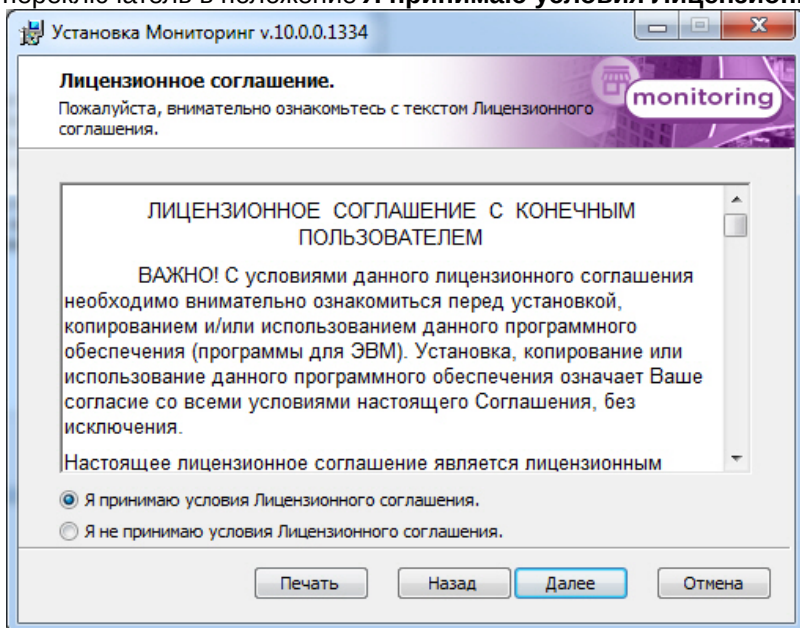 переключатель в положение Я принимаю условия Лицензион
Установка Мониторинг v.10.0.0.1334
Лицензионное соглашение.
Пожалуйста, внимательно ознакомьтесь с текстом Лицензионного
соглашения.
monitoring
ЛИЦЕНЗИОННОЕ СОГЛАШЕНИЕ С КОНЕЧНЫМ
ПОЛЬЗОВАТЕЛЕМ
ВАЖНО! С условиями данного лицензионного соглашения
необходимо внимательно ознакомиться перед установкой,
копированием и/или использованием данного программного
обеспечения (программы для ЭВМ). Установка, копирование или
использование данного программного обеспечения означает Ваше
согласие со всеми условиями настоящего Соглашения, без
исключения.
Настоящее лицензионное соглашение является лицензионным
Я принимаю условия Лицензионного соглашения.
Я не принимаю условия Лицензионного соглашения.
Печать
Назад
Далее
Отмена